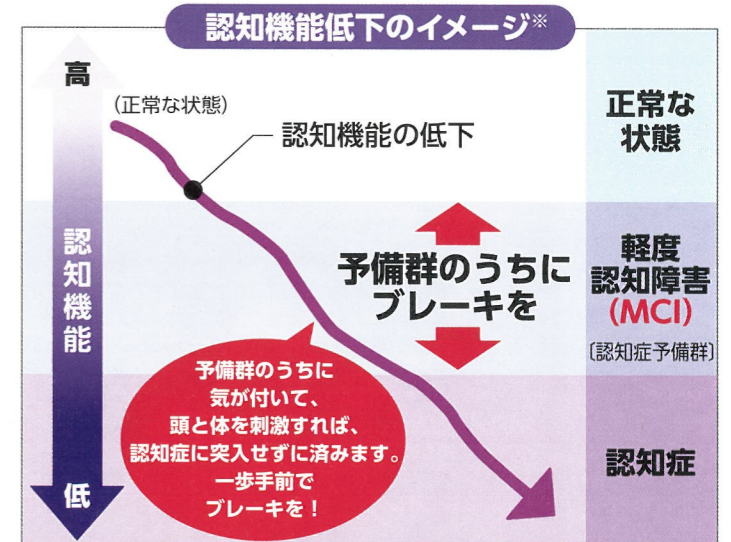 認知機能低下のイメージ※
高
(正常な状態)
認知機能の低下
正常な
状態
認知機能
予備群のうちに
ブレーキを
軽度
認知障害
(MCI)
〔認知症予備群〕
予備群のうちに
気が付いて、
頭と体を刺激すれば、
認知症に突入せずに済みます。
一歩手前で
ブレーキを!
認知症
低